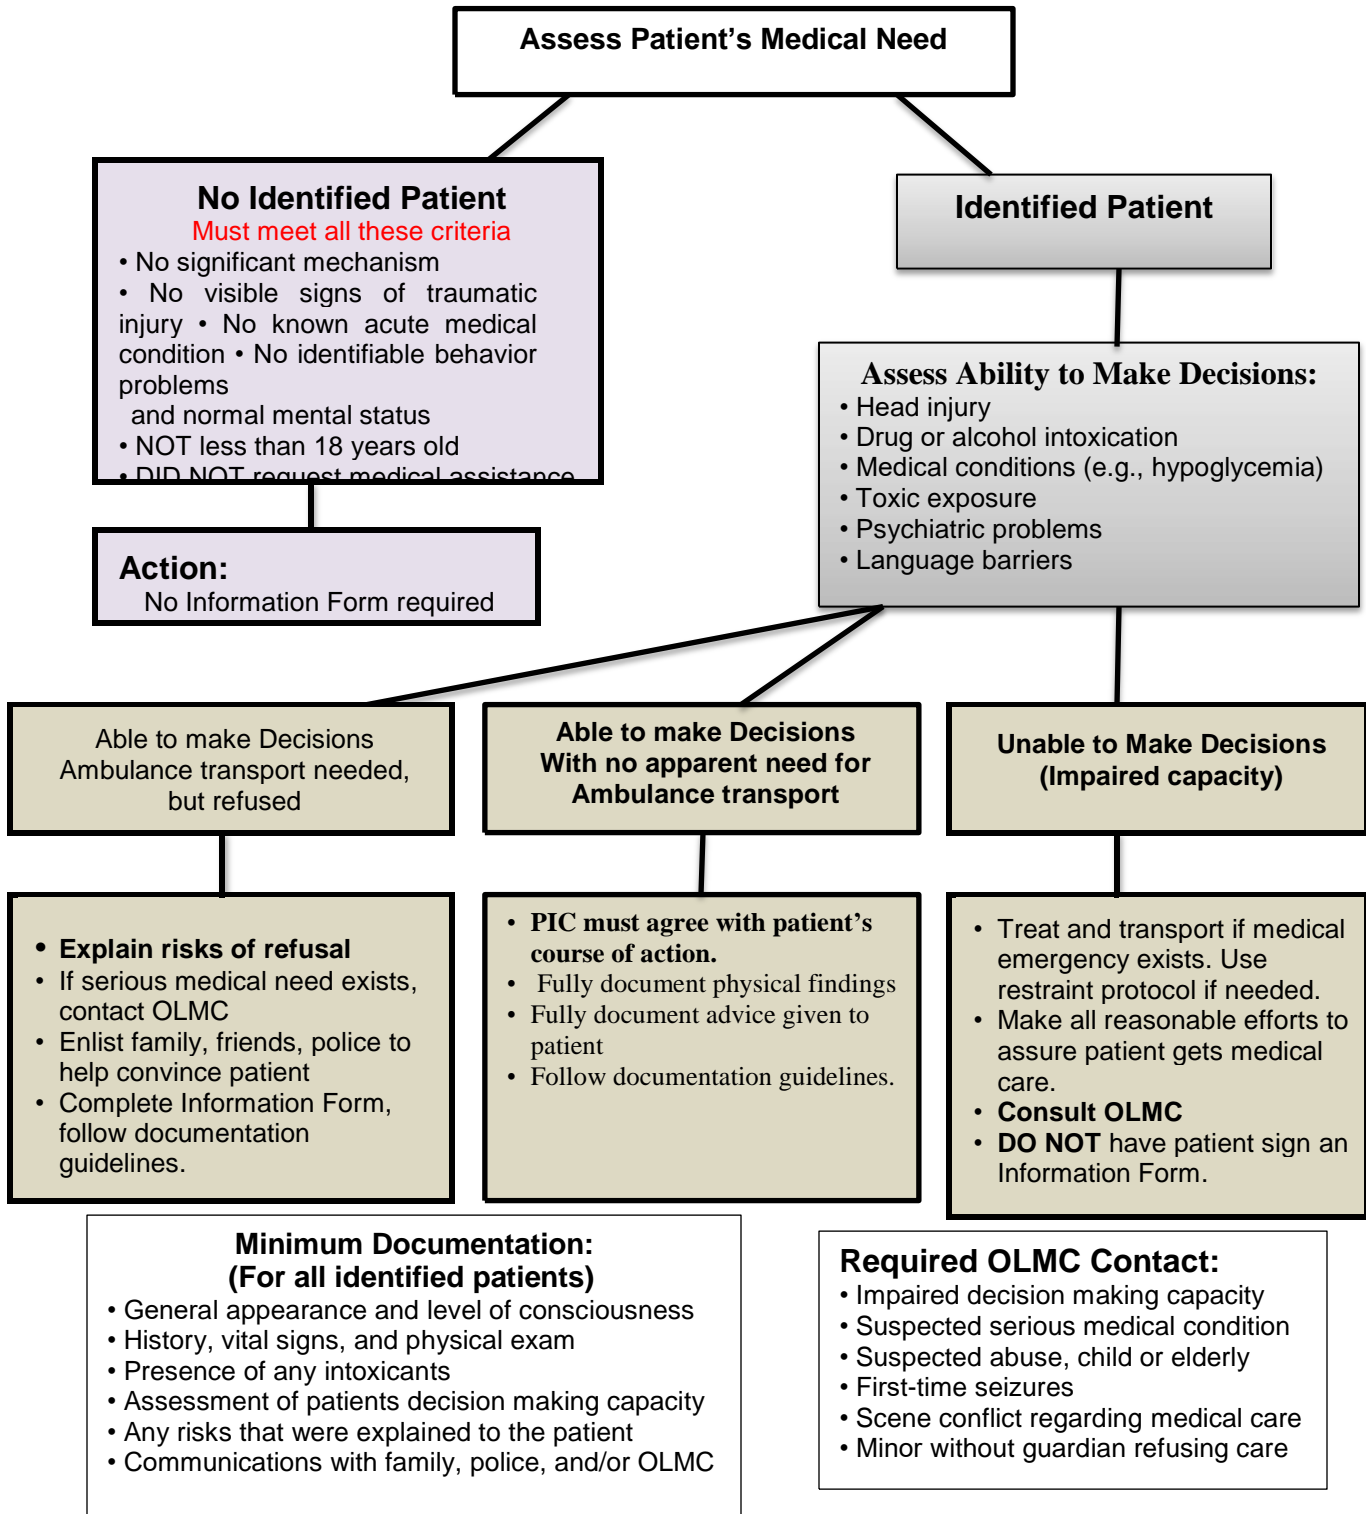 Assess Patient’s Medical Need
No Identified Patient
Must meet all these criteria
• No significant mechanism
• No visible signs of traumatic
injury • No known acute medical
condition • No identifiable behavior
problems
and normal mental status
• NOT less than 18 years old
• DID NOT request medical assistance
Action:
No Information Form required
Identified Patient
Assess Ability to Make Decisions:
• Head injury
• Drug or alcohol intoxication
• Medical conditions (e.g., hypoglycemia)
• Toxic exposure
• Psychiatric problems
• Language barriers
Able to make Decisions
Ambulance transport needed,
but refused
• Explain risks of refusal
• If serious medical need exists,
contact OLMC
• Enlist family, friends, police to
help convince patient
• Complete Information Form,
follow documentation
guidelines.
Able to make Decisions
With no apparent need for
Ambulance transport
• PIC must agree with patient’s
course of action.
• Fully document physical findings
• Fully document advice given to
patient
• Follow documentation guidelines.
Unable to Make Decisions
(Impaired capacity)
• Treat and transport if medical
emergency exists. Use
restraint protocol if needed.
• Make all reasonable efforts to
assure patient gets medical
care.
• Consult OLMC
• DO NOT have patient sign an
Information Form.
Minimum Documentation:
(For all identified patients)
• General appearance and level of consciousness
• History, vital signs, and physical exam
• Presence of any intoxicants
• Assessment of patients decision making capacity
• Any risks that were explained to the patient
• Communications with family, police, and/or OLMC
Required OLMC Contact:
• Impaired decision making capacity
• Suspected serious medical condition
• Suspected abuse, child or elderly
• First-time seizures
• Scene conflict regarding medical care
• Minor without guardian refusing care